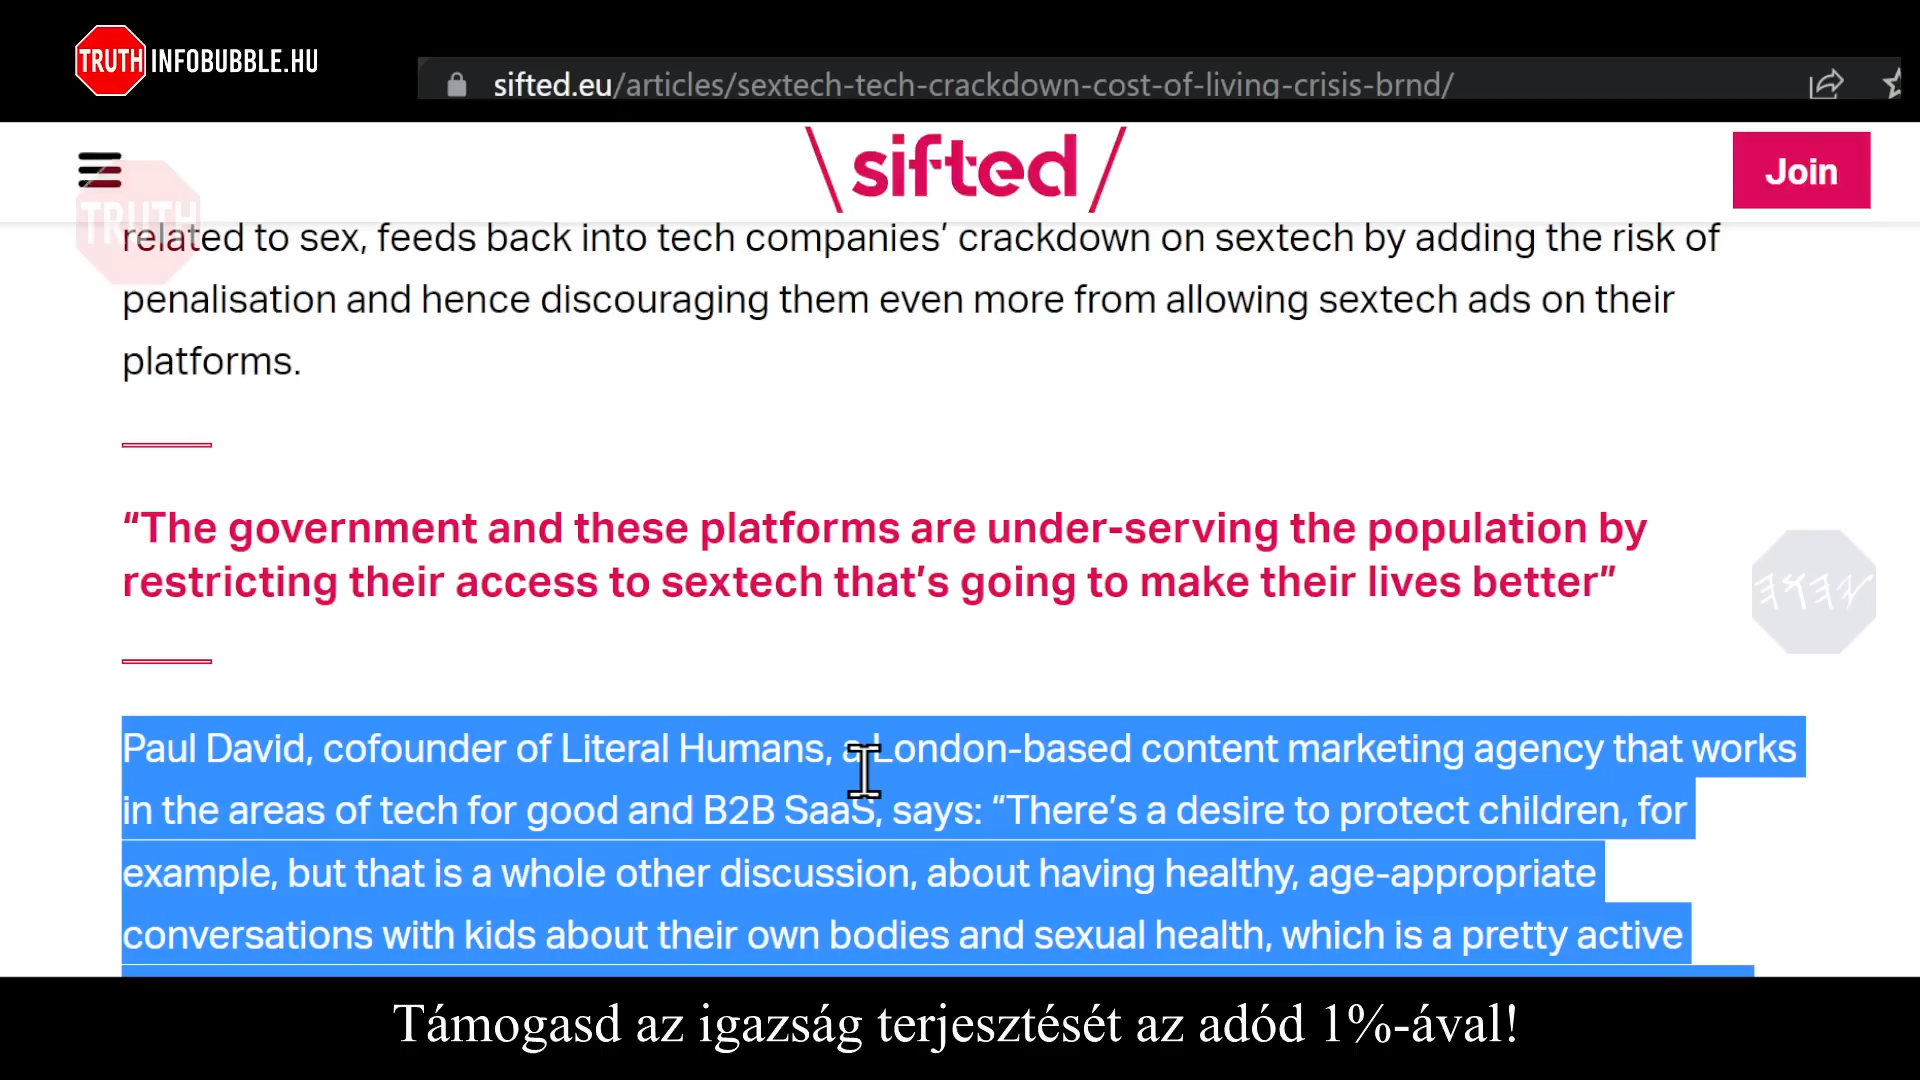 TRUTH INFOBUBBLE.HU
sifted.eu/articles/sextech-tech-crackdown-cost-of-living-crisis-brnd/
sifted
Join
TRUTH
related to sex, feeds back into tech companies’ crackdown on sextech by adding the risk of
penalisation and hence discouraging them even more from allowing sextech ads on their
platforms.
“The government and these platforms are under-serving the population by
restricting their access to sextech that’s going to make their lives better”
𐤉𐤄𐤅𐤄
Paul David, cofounder of Literal Humans, a London-based content marketing agency that works
in the areas of tech for good and B2B SaaS, says: “There’s a desire to protect children, for
example, but that is a whole other discussion, about having healthy, age-appropriate
conversations with kids about their own bodies and sexual health, which is a pretty active
Támogasd az igazság terjesztését az adód 1%-ával!